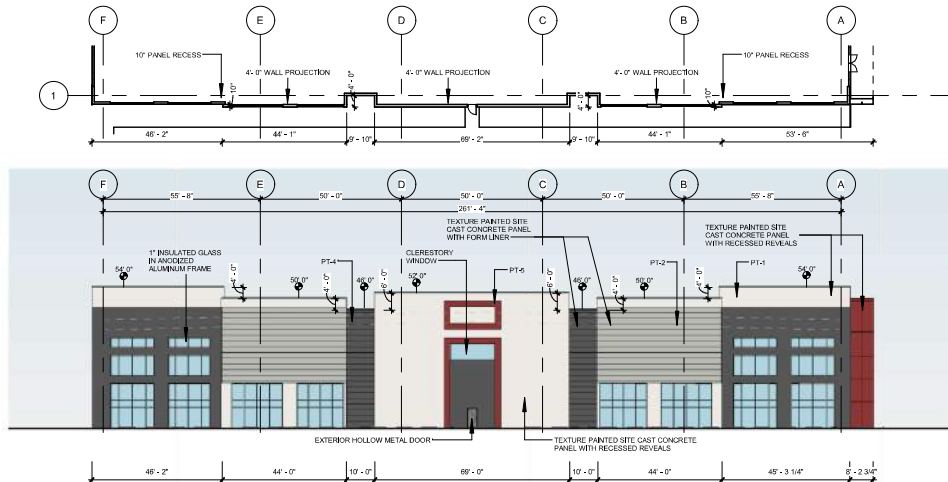 F E D C B A
10" PANEL RECESS
10" PANEL RECESS
4'- 0" WALL PROJECTION
4'- 0" WALL PROJECTION
4'- 0" WALL PROJECTION
1
10"
4'- 0"
4'- 0"
10"
46' - 2" 44' - 1" 9' - 10" 69' - 2" 9' - 10" 44' - 1" 53' - 6"
F E D C B A
55' - 8" 50' - 0" 50' - 0" 50' - 0" 55' - 8"
261' - 4"
TEXTURE PAINTED SITE
CAST CONCRETE PANEL
WITH FORM LINER
TEXTURE PAINTED SITE
CAST CONCRETE PANEL
WITH RECESSED REVEALS
1" INSULATED GLASS
IN ANODIZED
ALUMINUM FRAME
CLERESTORY
WINDOW
PT-4
PT-5
PT-2
PT-1
54' 0"
4'- 0"
50' 0"
4'- 0"
46' 0"
6'- 0"
52' 0"
6'- 0"
46' 0"
4'- 0"
50' 0"
4'- 0"
54' 0"
EXTERIOR HOLLOW METAL DOOR
TEXTURE PAINTED SITE CAST CONCRETE
PANEL WITH RECESSED REVEALS
46' - 2" 44' - 0" 10' - 0" 69' - 0" 10' - 0" 44' - 0" 45' - 3 1/4" 8' - 2 3/4"